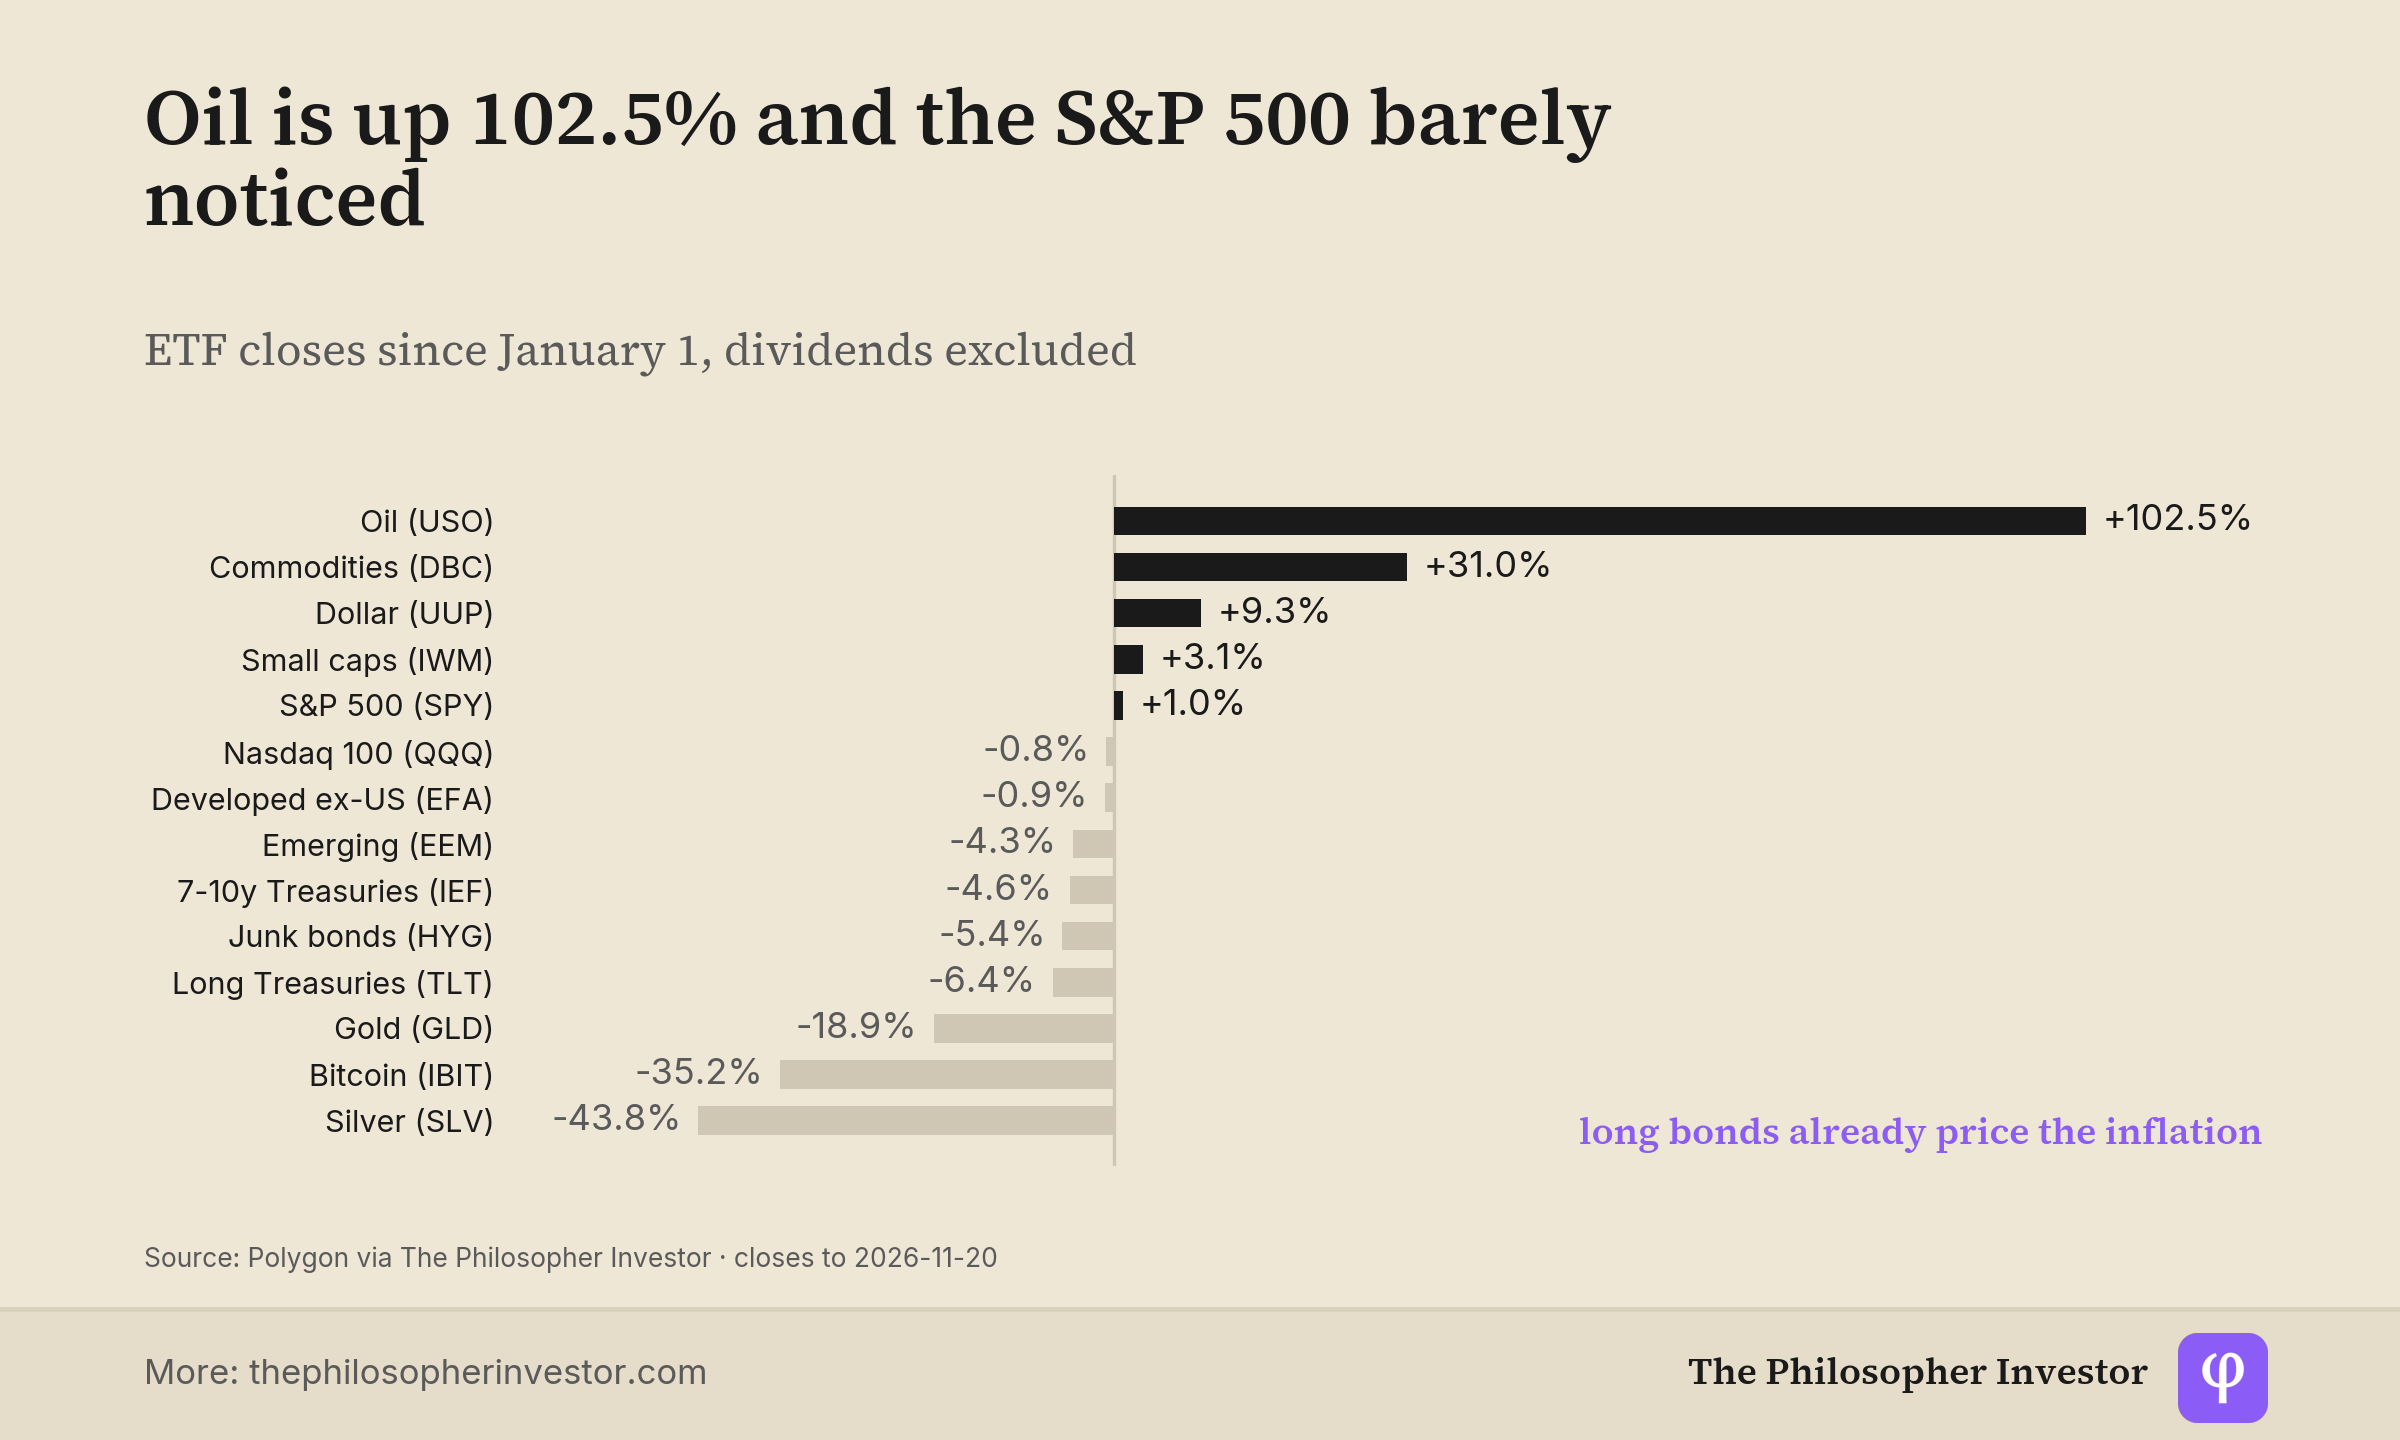 Oil is up 102.5% and the S&P 500 barely
noticed
ETF closes since January 1, dividends excluded
Oil (USO) +102.5%
Commodities (DBC) +31.0%
Dollar (UUP) +9.3%
Small caps (IWM) +3.1%
S&P 500 (SPY) +1.0%
Nasdaq 100 (QQQ) -0.8%
Developed ex-US (EFA) -0.9%
Emerging (EEM) -4.3%
7-10y Treasuries (IEF) -4.6%
Junk bonds (HYG) -5.4%
Long Treasuries (TLT) -6.4%
Gold (GLD) -18.9%
Bitcoin (IBIT) -35.2%
Silver (SLV) -43.8%
long bonds already price the inflation
Source: Polygon via The Philosopher Investor · closes to 2026-11-20
More: thephilosopherinvestor.com
The Philosopher Investor φ